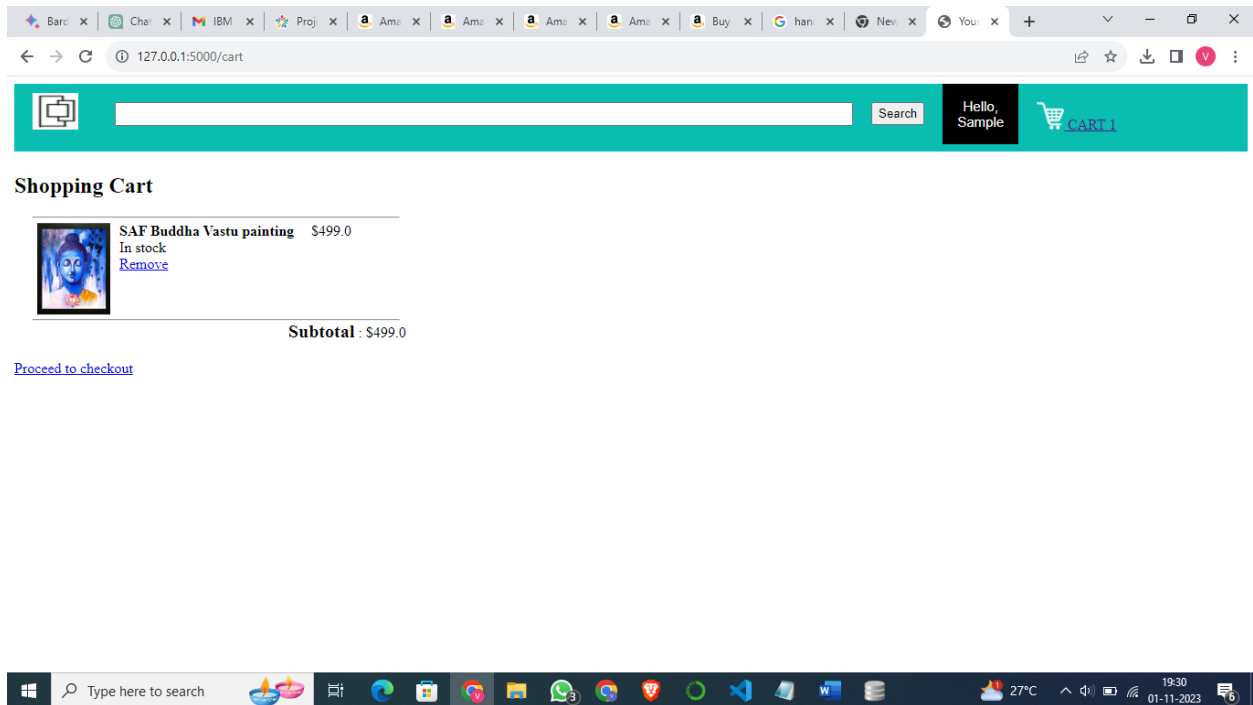 Bard
Chat
IBM
Proj
Ama
Ama
Ama
Ama
Buy
han
New
You
127.0.0.1:5000/cart
V
Search
Hello,
Sample
CART 1
Shopping Cart
SAF Buddha Vastu painting $499.0
In stock
Remove
Subtotal : $499.0
Proceed to checkout
Type here to search
3
27°C
19:30
01-11-2023
6